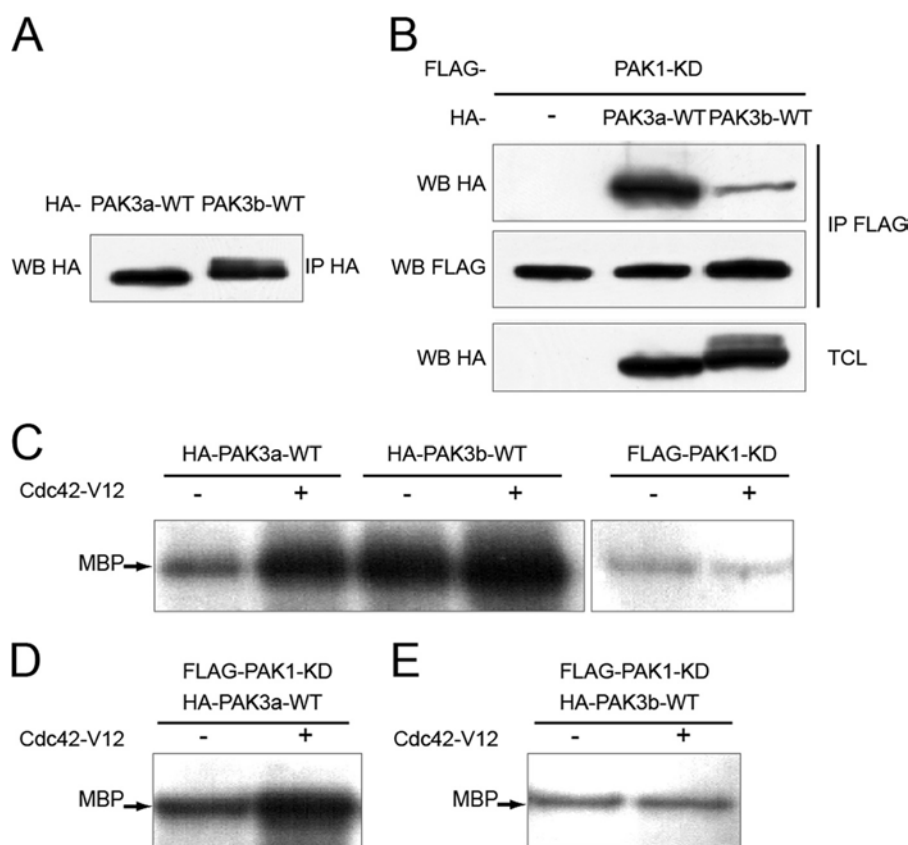 A
HA- PAK3a-WT PAK3b-WT
WB HA
IP HA
B
FLAG- PAK1-KD
HA- - PAK3a-WT PAK3b-WT
WB HA
IP FLAG
WB FLAG
WB HA
TCL
C
HA-PAK3a-WT HA-PAK3b-WT FLAG-PAK1-KD
Cdc42-V12 - + - + - +
MBP
D
FLAG-PAK1-KD
HA-PAK3a-WT
Cdc42-V12 - +
MBP
E
FLAG-PAK1-KD
HA-PAK3b-WT
Cdc42-V12 - +
MBP